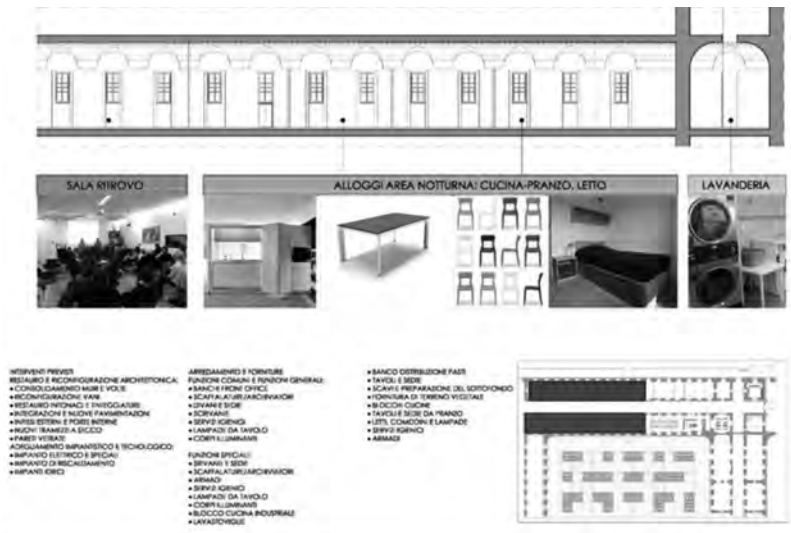 SALA RITROVO
ALLOGGI AREA NOTTURNA: CUCINA-PRANZO, LETTO
LAVANDERIA
INTERVENTI PREVISTI
RESTAURO E RICONFIGURAZIONE ARCHITETTONICA:
• CONSOLIDAMENTO MURI E VOLTE
• RICONFIGURAZIONE VANI
• RESTAURO INTONACI E TINTEGGIATURE
• INTEGRAZIONI E NUOVE PAVIMENTAZIONI
• INFISSI ESTERNI E PORTE INTERNE
• NUOVI TRAMEZZI A SECCO
• PARETI VETRATE
ADEGUAMENTO IMPIANTISTICO E TECNOLOGICO:
• IMPIANTO ELETTRICO E SPECIALI
• IMPIANTO DI RISCALDAMENTO
• IMPIANTI IDRICI
ARREDAMENTO E FORNITURE
FUNZIONI COMUNI E FUNZIONI GENERALI:
• BANCHI FRONT OFFICE
• SCAFFALATURE/ARCHIVIATORI
• DIVANI E SEDIE
• SCRIVANIE
• SERVIZI IGIENICI
• LAMPADE DA TAVOLO
• CORPI ILLUMINANTI
FUNZIONI SPECIALI:
• DIVANI E SEDIE
• SCAFFALATURE/ARCHIVIATORI
• ARMADI
• SERVIZI IGIENICI
• LAMPADE DA TAVOLO
• CORPI ILLUMINANTI
• BLOCCO CUCINA INDUSTRIALE
• LAVASTOVIGLIE
• BANCO DISTRIBUZIONE PASTI
• TAVOLI E SEDIE
• SCAVI E PREPARAZIONE DEL SOTTOFONDO
• FORNITURA DI TERRENO VEGETALE
• BLOCCHI CUCINE
• TAVOLI E SEDIE DA PRANZO
• LETTI, COMODINI E LAMPADE
• SERVIZI IGIENICI
• ARMADI